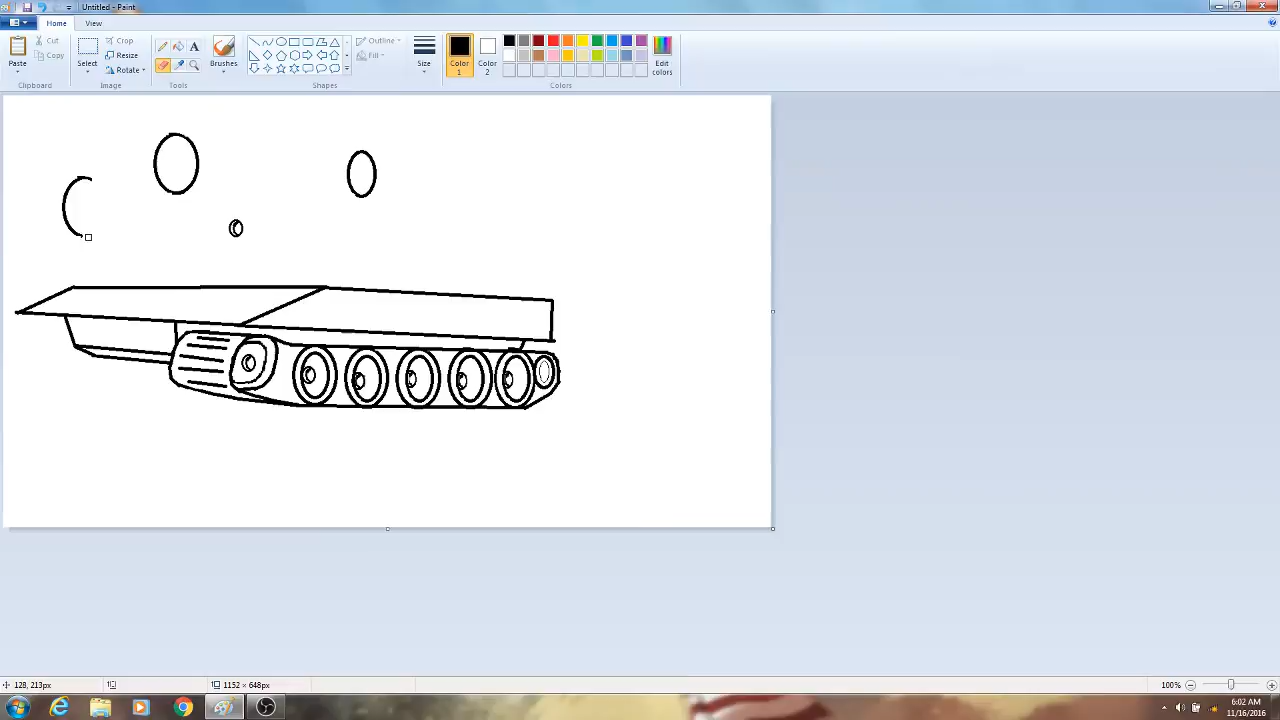 Untitled - Paint
Home View
Paste
Cut
Copy
Select
Crop
Resize
Rotate
Brushes
Outline
Fill
Size
Color 1
Color 2
Edit colors
Clipboard Image Tools Shapes Colors
128, 213px 1152 × 648px 100%
6:02 AM
11/16/2016